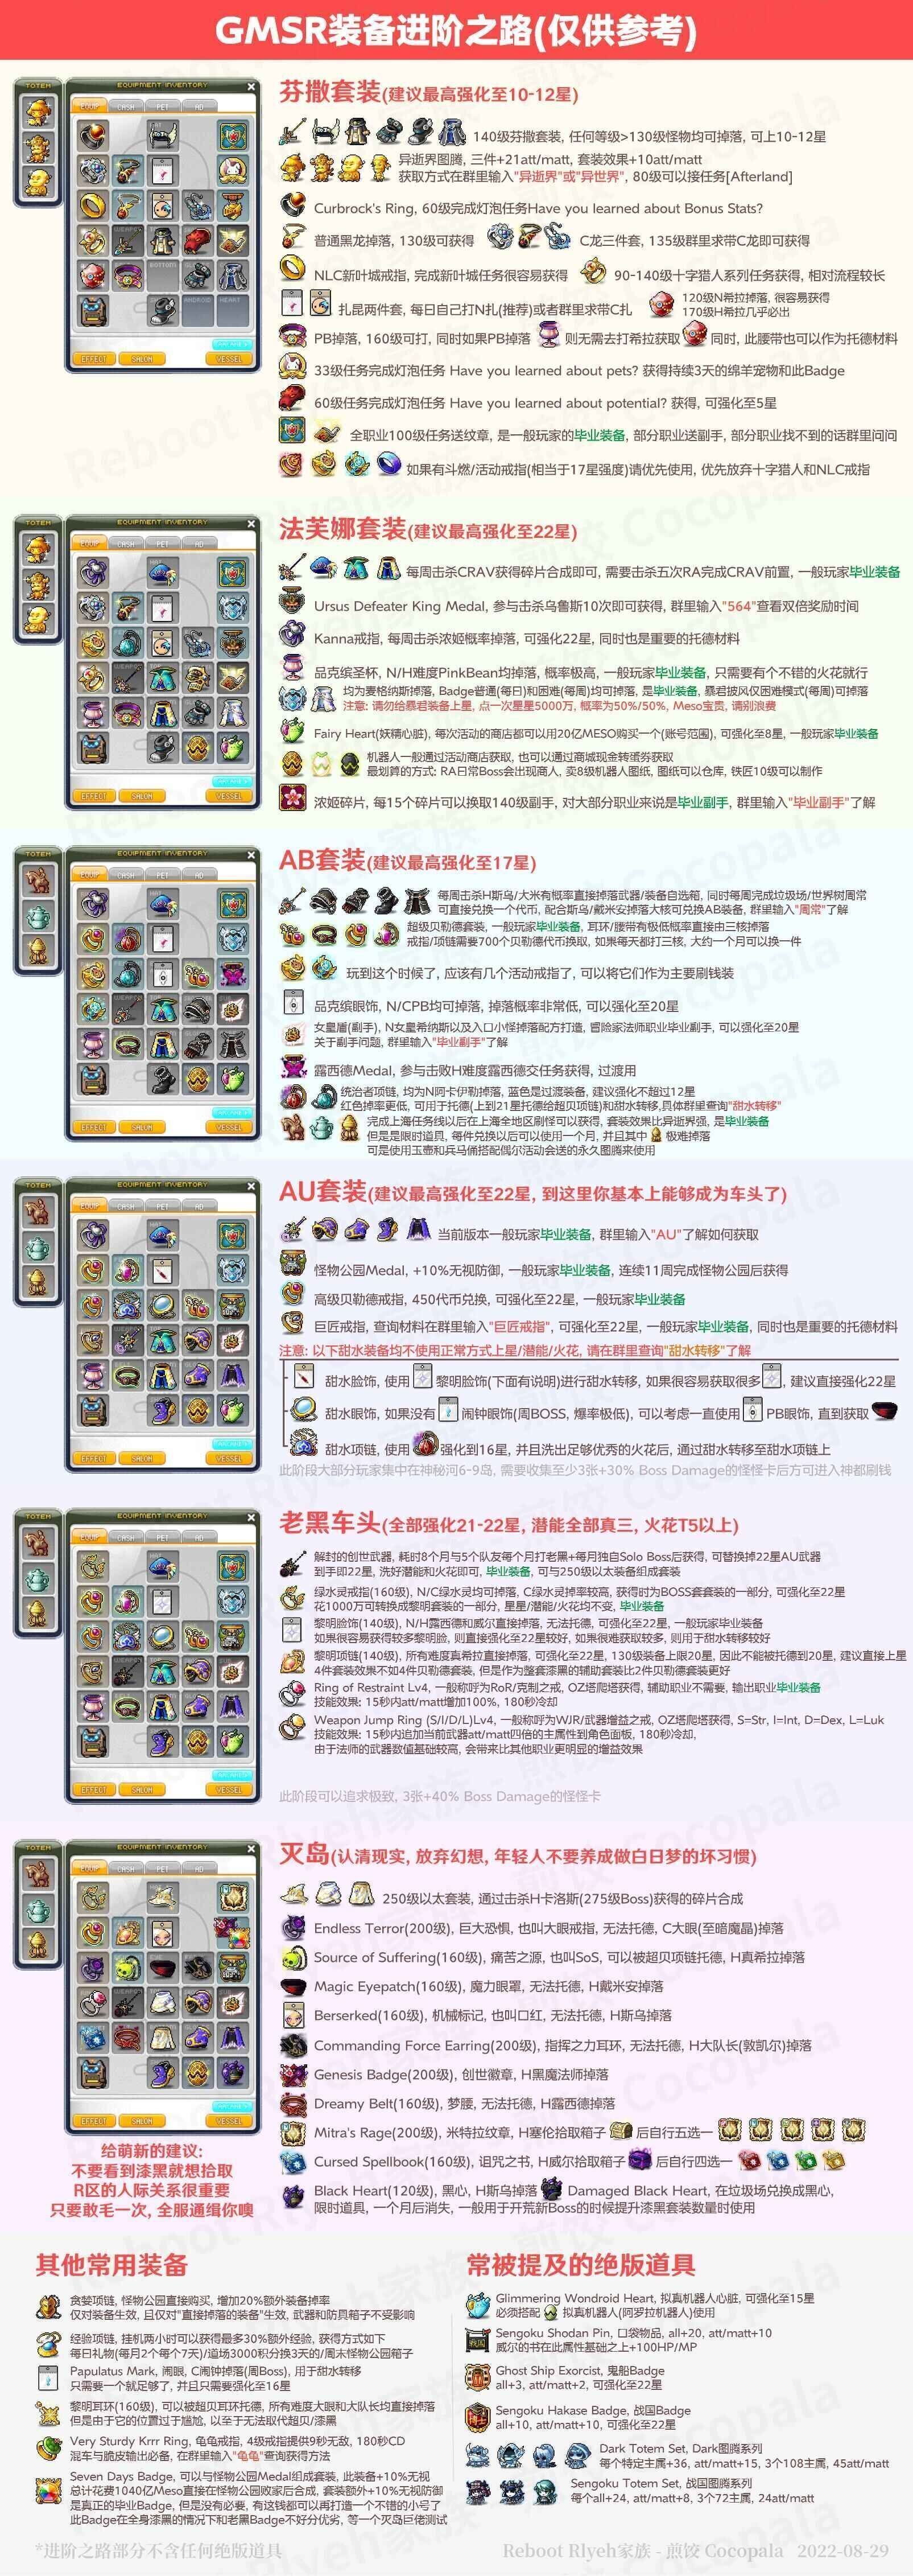 GMSR装备进阶之路(仅供参考)
芬撒套装(建议最高强化至10-12星)
140级芬撒套装, 任何等级>130级怪物均可掉落, 可上10-12星
异逝界图腾, 三件+21att/matt, 套装效果+10att/matt
获取方式在群里输入"异逝界"或"异世界", 80级可以接任务[Afterland]
Curbrock's Ring, 60级完成灯泡任务Have you learned about Bonus Stats?
普通黑龙掉落, 130级可获得 C龙三件套, 135级群里求带C龙即可获得
NLC新叶城戒指, 完成新叶城任务很容易获得 90-140级十字猎人系列任务获得, 相对流程较长
扎昆两件套, 每日自己打N扎(推荐)或者群里求带C扎
120级N希拉掉落, 很容易获得
170级H希拉几乎必出
PB掉落, 160级可打, 同时如果PB掉落 则无需去打希拉获取 同时, 此腰带也可以作为托德材料
33级任务完成灯泡任务 Have you learned about pets? 获得持续3天的绵羊宠物和此Badge
60级任务完成灯泡任务 Have you learned about potential? 获得, 可强化至5星
全职业100级任务送纹章, 是一般玩家的毕业装备, 部分职业送副手, 部分职业找不到的话群里问问
如果有斗燃/活动戒指(相当于17星强度)请优先使用, 优先放弃十字猎人和NLC戒指
法芙娜套装(建议最高强化至22星)
每周击杀CRAV获得碎片合成即可, 需要击杀五次RA完成CRAV前置, 一般玩家毕业装备
Ursus Defeater King Medal, 参与击杀乌鲁斯10次即可获得, 群里输入"564"查看双倍奖励时间
Kanna戒指, 每周击杀浓姬概率掉落, 可强化22星, 同时也是重要的托德材料
品克缤圣杯, N/H难度PinkBean均掉落, 概率极高, 一般玩家毕业装备, 只需要有个不错的火花就行
均为麦格纳斯掉落, Badge普通(每日)和困难(每周)均可掉落, 是毕业装备, 暴君披风仅困难模式(每周)可掉落
注意: 请勿给暴君装备上星, 点一次星星5000万, 概率为50%/50%, Meso宝贵, 请别浪费
Fairy Heart(妖精心脏), 每次活动的商店都可以用20亿MESO购买一个(账号范围), 可强化至8星, 一般玩家毕业装备
机器人一般通过活动商店获取, 也可以通过商城现金转蛋券获取
最划算的方式: RA日常Boss会出现商人, 卖8级机器人图纸, 图纸可以仓库, 铁匠10级可以制作
浓姬碎片, 每15个碎片可以换取140级副手, 对大部分职业来说是毕业副手, 群里输入"毕业副手"了解
AB套装(建议最高强化至17星)
每周击杀H斯乌/大米有概率直接掉落武器/装备自选箱, 同时每周完成垃圾场/世界树周常
可直接兑换一个代币, 配合斯乌/戴米安掉落大核可兑换AB装备, 群里输入"周常"了解
超级贝勒德套装, 一般玩家毕业装备, 耳环/腰带有极低概率直接由三核掉落
戒指/项链需要700个贝勒德代币换取, 如果每天都打三核, 大约一个月可以换一件
玩到这个时候了, 应该有几个活动戒指了, 可以将它们作为主要刷钱装
品克缤眼饰, N/CPB均可掉落, 掉落概率非常低, 可以强化至20星
女皇盾(副手), N女皇希纳斯以及入口小怪掉落配方打造, 冒险家法师职业毕业副手, 可以强化至20星
关于副手问题, 群里输入"毕业副手"了解
露西德Medal, 参与击败H难度露西德交任务获得, 过渡用
统治者项链, 均为N阿卡伊勒掉落, 蓝色是过渡装备, 建议强化不超过12星
红色掉率更低, 可用于托德(上到21星托德给超贝项链)和甜水转移,具体群里查询"甜水转移"
完成上海任务线以后在上海全地区刷怪可以获得, 套装效果比异逝界强, 是毕业装备
但是是限时道具, 每件兑换以后可以使用一个月, 并且其中 极难掉落
可是使用玉壶和兵马俑搭配偶尔活动会送的永久图腾来使用
AU套装(建议最高强化至22星, 到这里你基本上能够成为车头了)
当前版本一般玩家毕业装备, 群里输入"AU"了解如何获取
怪物公园Medal, +10%无视防御, 一般玩家毕业装备, 连续11周完成怪物公园后获得
高级贝勒德戒指, 450代币兑换, 可强化至22星, 一般玩家毕业装备
巨匠戒指, 查询材料在群里输入"巨匠戒指", 可强化至22星, 一般玩家毕业装备, 同时也是重要的托德材料
注意: 以下甜水装备均不使用正常方式上星/潜能/火花, 请在群里查询"甜水转移"了解
甜水脸饰, 使用 黎明脸饰(下面有说明)进行甜水转移, 如果很容易获取很多 , 建议直接强化22星
甜水眼饰, 如果没有 闹钟眼饰(周BOSS, 爆率极低), 可以考虑一直使用 PB眼饰, 直到获取
甜水项链, 使用 强化到16星, 并且洗出足够优秀的火花后, 通过甜水转移至甜水项链上
此阶段大部分玩家集中在神秘河6-9岛, 需要收集至少3张+30% Boss Damage的怪怪卡后方可进入神都刷钱
老黑车头(全部强化21-22星, 潜能全部真三, 火花T5以上)
解封的创世武器, 耗时8个月与5个队友每个月打老黑+每月独自Solo Boss后获得, 可替换掉22星AU武器
到手即22星, 洗好潜能和火花即可, 毕业装备, 可与250级以太装备组成套装
绿水灵戒指(160级), N/C绿水灵均可掉落, C绿水灵掉率较高, 获得时为BOSS套套装的一部分, 可强化至22星
花1000万可转换成黎明套装的一部分, 星星/潜能/火花均不变, 毕业装备
黎明脸饰(140级), N/H露西德和威尔直接掉落, 无法托德, 可强化至22星, 一般玩家毕业装备
如果很容易获得较多黎明脸, 则直接强化至22星较好, 如果很难获取较多, 则用于甜水转移较好
黎明项链(140级), 所有难度真希拉直接掉落, 可强化至22星, 130级装备上限20星, 因此不能被托德到20星, 建议直接上星
4件套装效果不如4件贝勒德套装, 但是作为整套漆黑的辅助套装比2件贝勒德套装更好
Ring of Restraint Lv4, 一般称呼为RoR/克制之戒, OZ塔爬塔获得, 辅助职业不需要, 输出职业毕业装备
技能效果: 15秒内att/matt增加100%, 180秒冷却
Weapon Jump Ring (S/I/D/L)Lv4, 一般称呼为WJR/武器增益之戒, OZ塔爬塔获得, S=Str, I=Int, D=Dex, L=Luk
技能效果: 15秒内追加当前武器att/matt四倍的主属性到角色面板, 180秒冷却,
由于法师的武器数值基础较高, 会带来比其他职业更明显的增益效果
此阶段可以追求极致, 3张+40% Boss Damage的怪怪卡
灭岛(认清现实, 放弃幻想, 年轻人不要养成做白日梦的坏习惯)
250级以太套装, 通过击杀H卡洛斯(275级Boss)获得的碎片合成
Endless Terror(200级), 巨大恐惧, 也叫大眼戒指, 无法托德, C大眼(至暗魔晶)掉落
Source of Suffering(160级), 痛苦之源, 也叫SoS, 可以被超贝项链托德, H真希拉掉落
Magic Eyepatch(160级), 魔力眼罩, 无法托德, H戴米安掉落
Berserked(160级), 机械标记, 也叫口红, 无法托德, H斯乌掉落
Commanding Force Earring(200级), 指挥之力耳环, 无法托德, H大队长(敦凯尔)掉落
Genesis Badge(200级), 创世徽章, H黑魔法师掉落
Dreamy Belt(160级), 梦腰, 无法托德, H露西德掉落
Mitra's Rage(200级), 米特拉纹章, H塞伦拾取箱子 后自行五选一
Cursed Spellbook(160级), 诅咒之书, H威尔拾取箱子 后自行四选一
Black Heart(120级), 黑心, H斯乌掉落 Damaged Black Heart, 在垃圾场兑换成黑心,
限时道具, 一个月后消失, 一般用于开荒新Boss的时候提升漆黑套装数量时使用
给萌新的建议:
不要看到漆黑就想拾取
R区的人际关系很重要
只要敢毛一次, 全服通缉你噢
其他常用装备
贪婪项链, 怪物公园直接购买, 增加20%额外装备掉率
仅对装备生效, 且仅对"直接掉落的装备"生效, 武器和防具箱子不受影响
经验项链, 挂机两小时可以获得最多30%额外经验, 获得方式如下
每日礼物(每月2个每个7天)/道场3000积分换3天的/周末怪物公园箱子
Papulatus Mark, 闹眼, C闹钟掉落(周Boss), 用于甜水转移
只需要一个就足够了, 并且只需要强化至16星
黎明耳环(160级), 可以被超贝耳环托德, 所有难度大眼和大队长均直接掉落
但是由于它的位置过于尴尬, 以至于无法取代超贝/漆黑
Very Sturdy Krrr Ring, 龟龟戒指, 4级戒指提供9秒无敌, 180秒CD
混车与脆皮输出必备, 在群里输入"龟龟"查询获得方法
Seven Days Badge, 可以与怪物公园Medal组成套装, 此装备+10%无视
总计花费1040亿Meso直接在怪物公园败家后合成, 套装额外+10%无视防御
是真正的毕业Badge, 但是没有必要, 有这钱都可以再打造一个不错的小号了
此Badge在全身漆黑的情况下和老黑Badge不好分优劣, 等一个灭岛巨佬测试
常被提及的绝版道具
Glimmering Wondroid Heart, 拟真机器人心脏, 可强化至15星
必须搭配 拟真机器人(阿罗拉机器人)使用
Sengoku Shodan Pin, 口袋物品, all+20, att/matt+10
威尔的书在此属性基础之上+100HP/MP
Ghost Ship Exorcist, 鬼船Badge
all+3, att/matt+2, 可强化至22星
Sengoku Hakase Badge, 战国Badge
all+10, att/matt+10, 可强化至22星
Dark Totem Set, Dark图腾系列
每个特定主属+36, att/matt+15, 3个108主属, 45att/matt
Sengoku Totem Set, 战国图腾系列
每个all+24, att/matt+8, 3个72主属, 24att/matt
*进阶之路部分不含任何绝版道具
Reboot Rlyeh家族 - 煎饺 Cocopala 2022-08-29